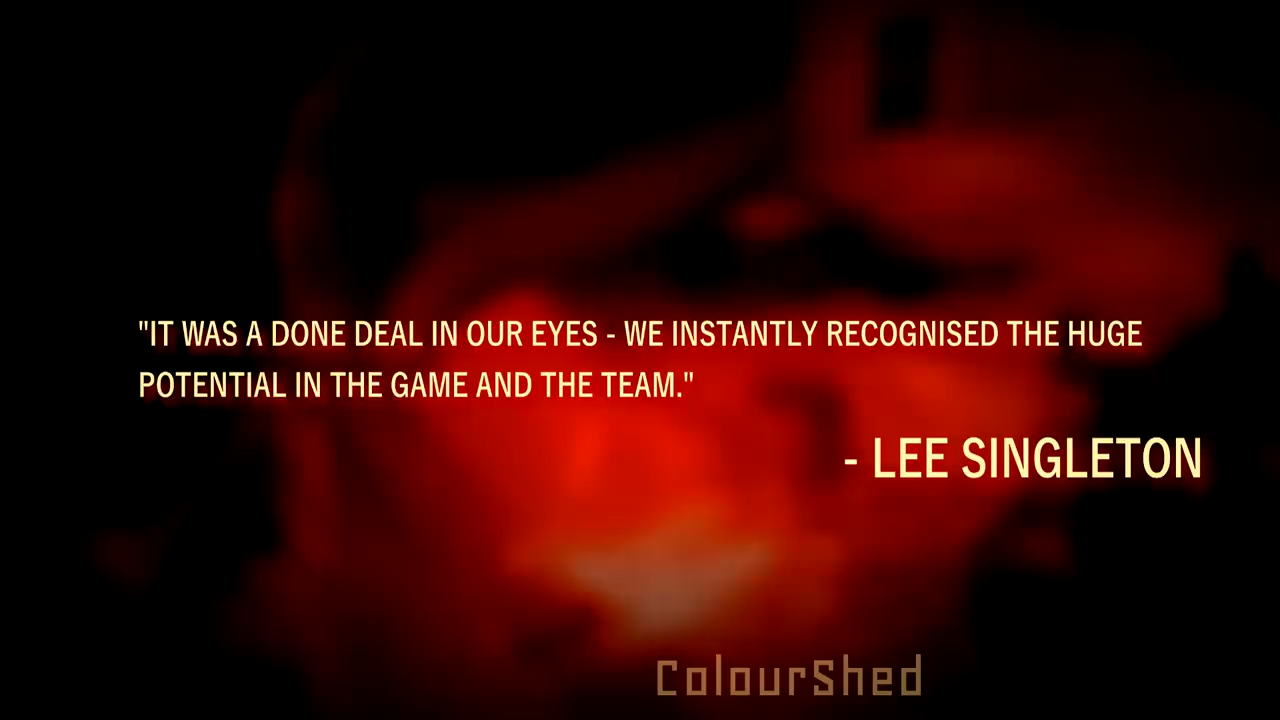 "IT WAS A DONE DEAL IN OUR EYES - WE INSTANTLY RECOGNISED THE HUGE
POTENTIAL IN THE GAME AND THE TEAM."
- LEE SINGLETON
ColourShed